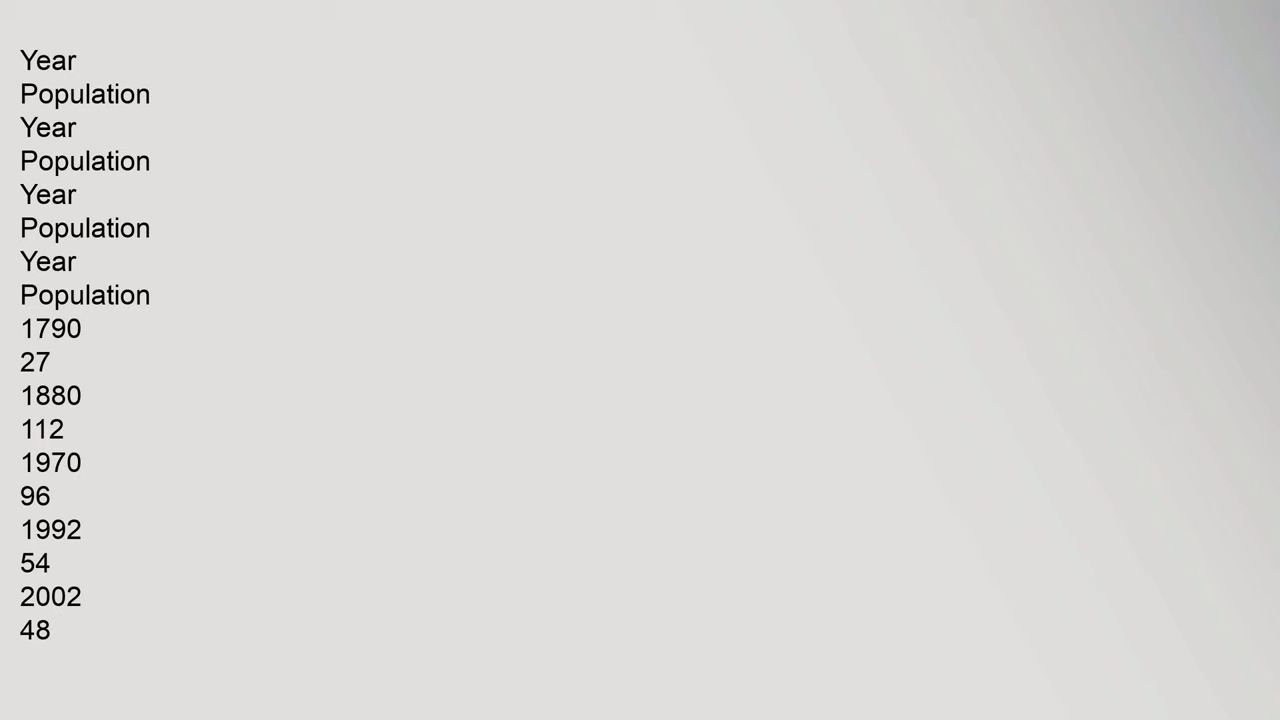 Year
Population
Year
Population
Year
Population
Year
Population
1790
27
1880
112
1970
96
1992
54
2002
48